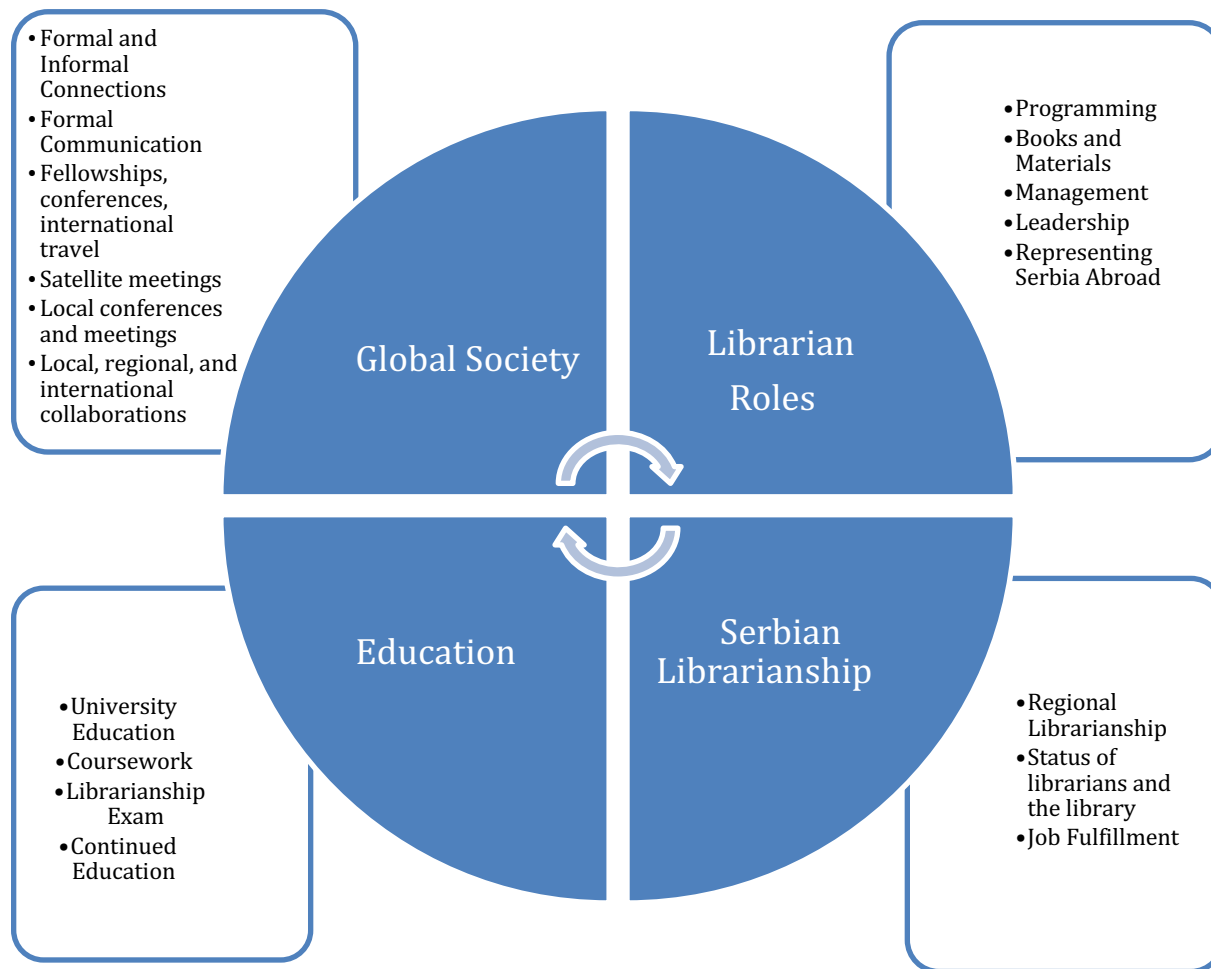 •Formal and
Informal
Connections
•Formal
Communication
•Fellowships,
conferences,
international
travel
•Satellite meetings
•Local conferences
and meetings
•Local, regional, and
international
collaborations
•Programming
•Books and
Materials
•Management
•Leadership
•Representing
Serbia Abroad
Global Society
Librarian
Roles
Education
Serbian
Librarianship
•University
Education
•Coursework
•Librarianship
Exam
•Continued
Education
•Regional
Librarianship
•Status of
librarians and
the library
•Job Fulfillment